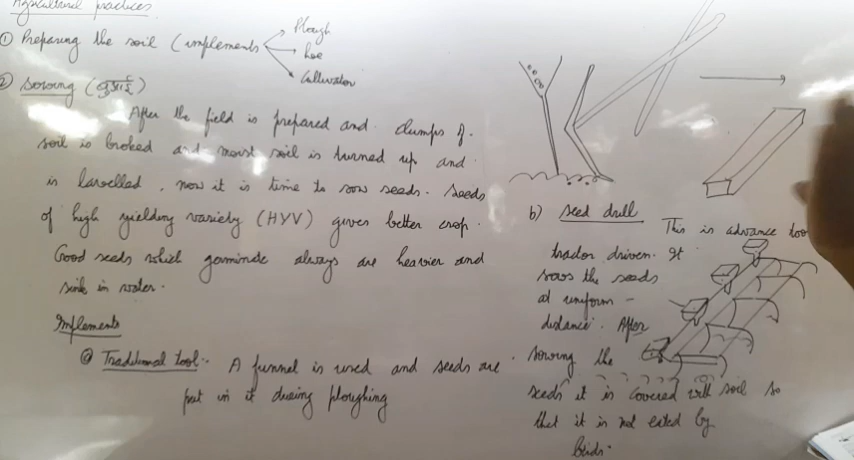 Agricultural practices
① Preparing the soil (implements
Plough
hoe
Cultivator
② Sowing (बुआई)
After the field is prepared and clumps of
soil is broked and moist soil is turned up and
is lavelled, now it is time to sow seeds. Seeds
of high yielding variety (HYV) gives better crop.
Good seeds which germinate always are heavier and
sink in water.
Implements
@ Traditional tool:- A funnel is used and seeds are
put in it during ploughing
b) Seed drill
This is advance tool
tractor driven. It
sows the seeds
at uniform -
distance. After
sowing the
seeds it is covered with soil so
that it is not eated by
birds.